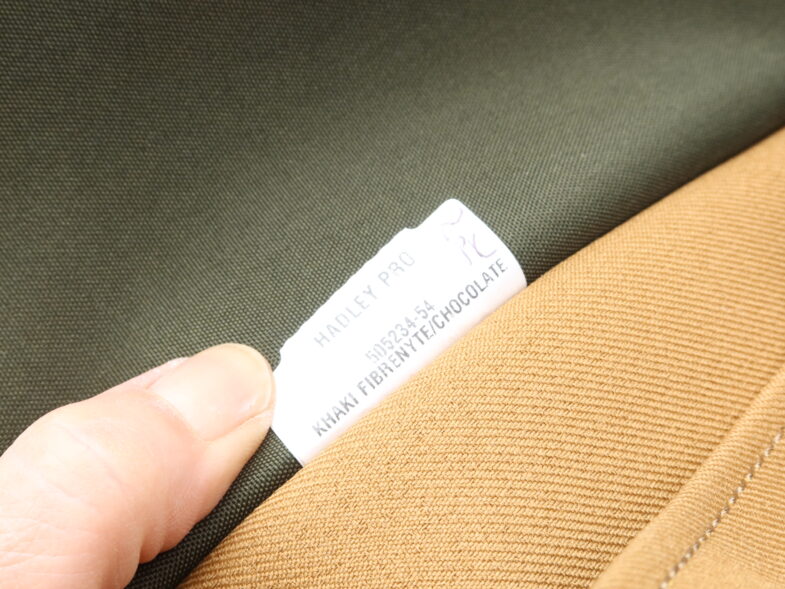 HADLEY PRO
505234-54
KHAKI FIBRENYTE/CHOCOLATE